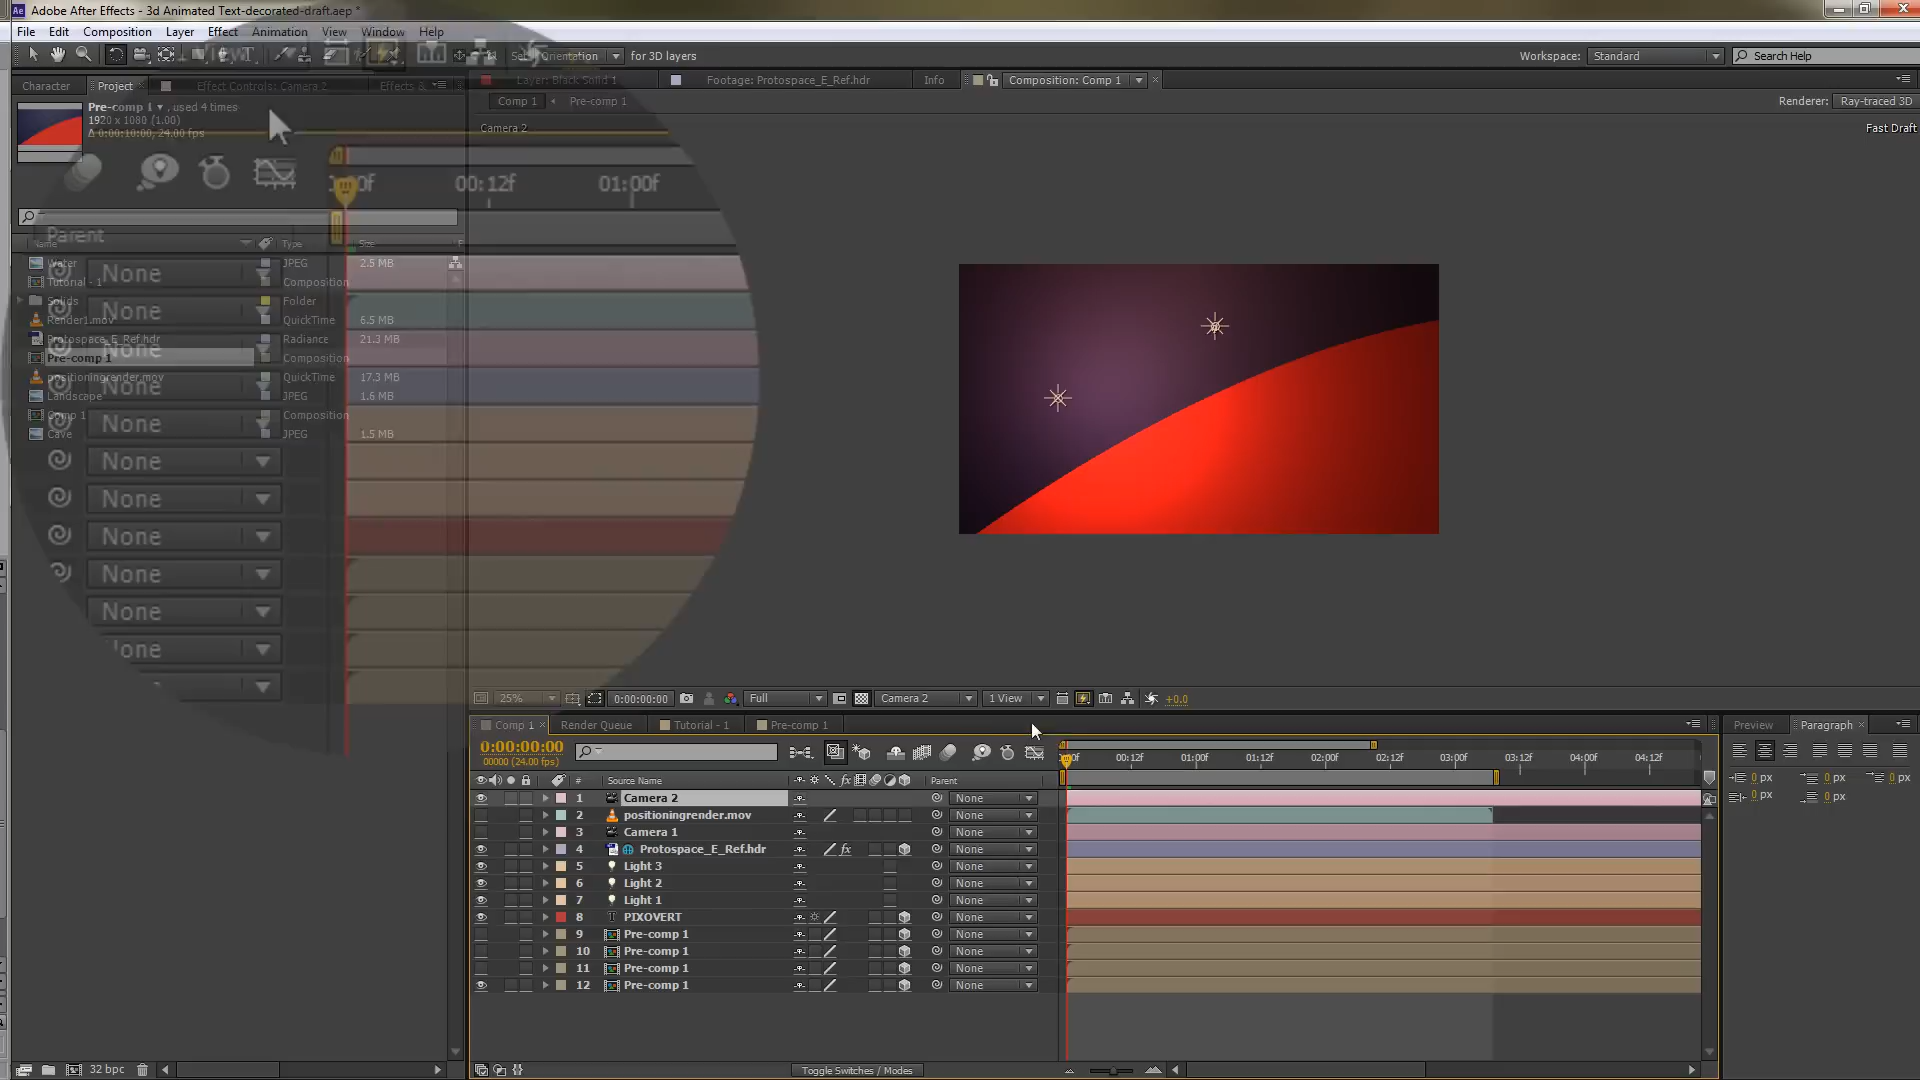 Adobe After Effects - 3d Animated Text-decorated-draft.aep *
File Edit Composition Layer Effect Animation View Window Help
Orientation for 3D layers
Workspace: Standard Search Help
Character Project Effect Controls: Camera 2 Effects &
Layer: Black Solid 1 Footage: Protospace_E_Ref.hdr Info Composition: Comp 1
Pre-comp 1 , used 4 times
1920 x 1080 (1.00)
Δ 0:00:10:00, 24.00 fps
Comp 1 Pre-comp 1
Renderer: Ray-traced 3D
Camera 2
Fast Draft
00:12f 01:00f
Parent
Name Type Size
Water JPEG 2.5 MB
Tutorial - 1 Composition
Solids Folder
Render1.mov QuickTime 6.5 MB
Protospace_E_Ref.hdr Radiance 21.3 MB
Pre-comp 1 Composition
positioningrender.mov QuickTime 17.3 MB
Landscape JPEG 1.6 MB
Comp 1 Composition
Cave JPEG 1.5 MB
None
None
None
None
None
None
None
None
None
None
None
25% 0:00:00:00 Full Camera 2 1 View +0.0
Comp 1 Render Queue Tutorial - 1 Pre-comp 1
Preview Paragraph
0:00:00:00
00000 (24.00 fps)
00:12f 01:00f 01:12f 02:00f 02:12f 03:00f 03:12f 04:00f 04:12f
# Source Name fx Parent
1 Camera 2 None
2 positioningrender.mov None
3 Camera 1 None
4 Protospace_E_Ref.hdr fx None
5 Light 3 None
6 Light 2 None
7 Light 1 None
8 PIXOVERT None
9 Pre-comp 1 None
10 Pre-comp 1 None
11 Pre-comp 1 None
12 Pre-comp 1 None
0 px 0 px 0 px
0 px 0 px
32 bpc
Toggle Switches / Modes